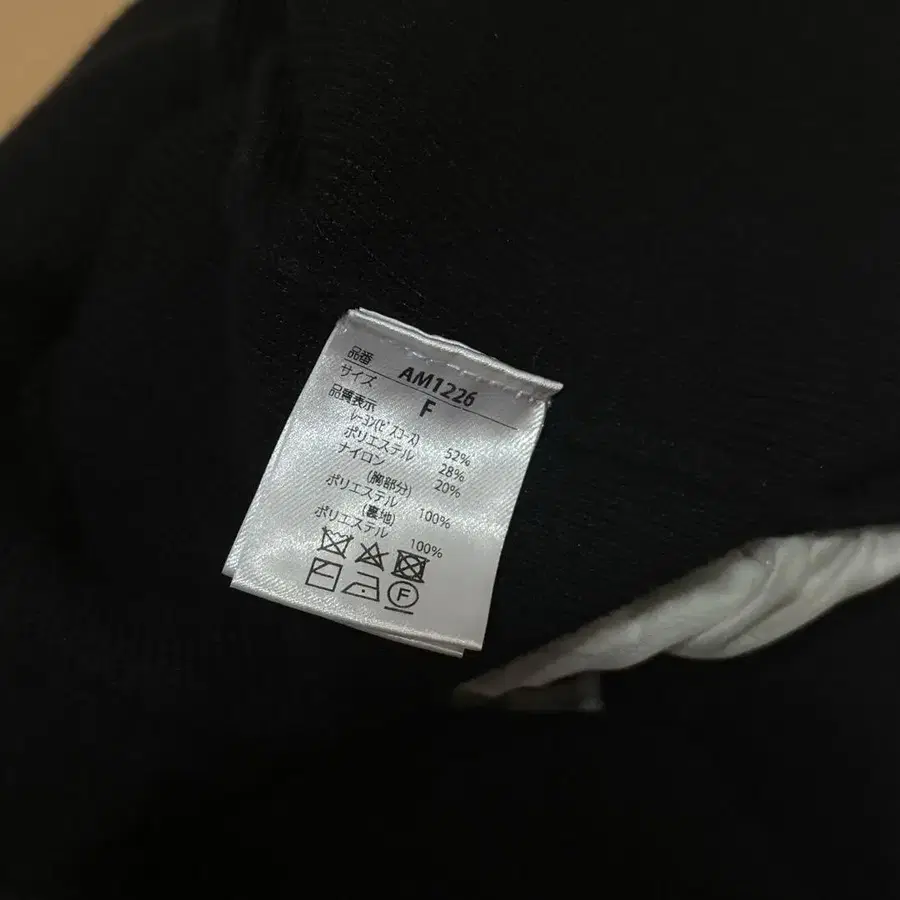 品番 AM1226
サイズ F
品質表示
レーヨン(ビスコース) 52%
ポリエステル 28%
ナイロン 20%
(胸部分)
ポリエステル 100%
(裏地)
ポリエステル 100%
F